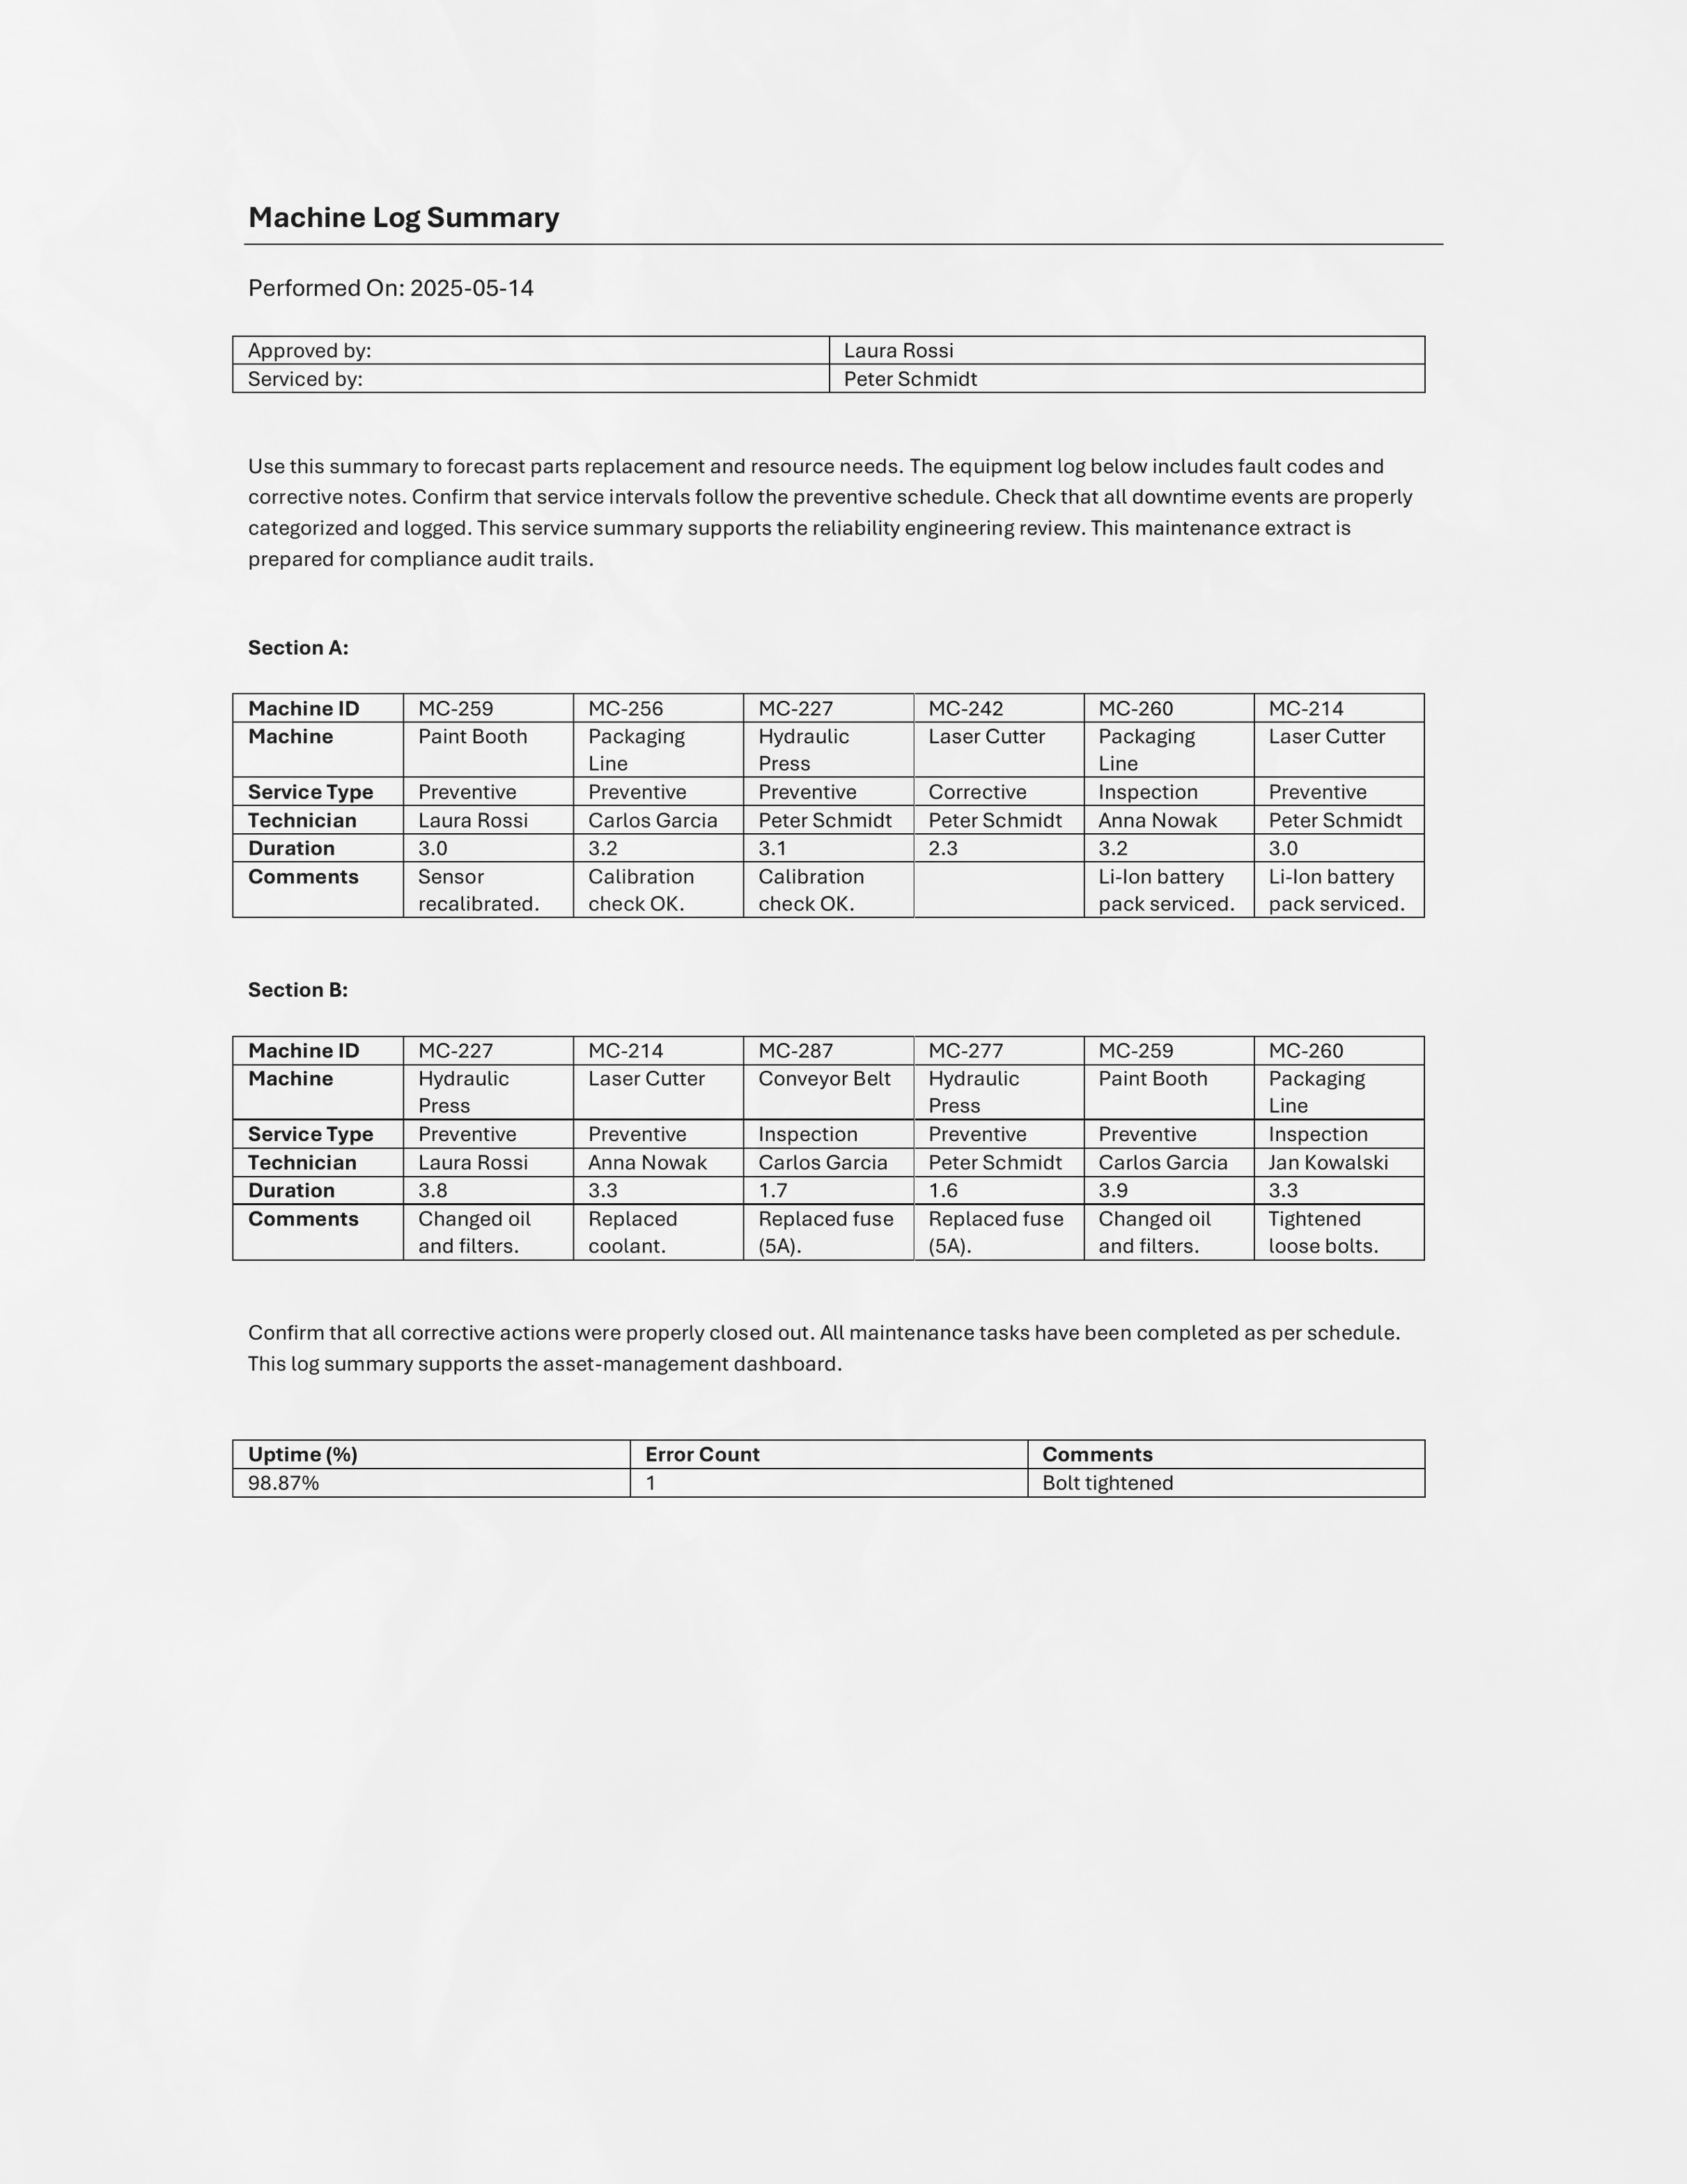 Machine Log Summary
Performed On: 2025-05-14
Approved by: Laura Rossi
Serviced by: Peter Schmidt
Use this summary to forecast parts replacement and resource needs. The equipment log below includes fault codes and
corrective notes. Confirm that service intervals follow the preventive schedule. Check that all downtime events are properly
categorized and logged. This service summary supports the reliability engineering review. This maintenance extract is
prepared for compliance audit trails.
Section A:
Machine ID MC-259 MC-256 MC-227 MC-242 MC-260 MC-214
Machine Paint Booth Packaging Hydraulic Laser Cutter Packaging Laser Cutter
Line Press Line
Service Type Preventive Preventive Preventive Corrective Inspection Preventive
Technician Laura Rossi Carlos Garcia Peter Schmidt Peter Schmidt Anna Nowak Peter Schmidt
Duration 3.0 3.2 3.1 2.3 3.2 3.0
Comments Sensor Calibration Calibration Li-Ion battery Li-Ion battery
recalibrated. check OK. check OK. pack serviced. pack serviced.
Section B:
Machine ID MC-227 MC-214 MC-287 MC-277 MC-259 MC-260
Machine Hydraulic Laser Cutter Conveyor Belt Hydraulic Paint Booth Packaging
Press Press Line
Service Type Preventive Preventive Inspection Preventive Preventive Inspection
Technician Laura Rossi Anna Nowak Carlos Garcia Peter Schmidt Carlos Garcia Jan Kowalski
Duration 3.8 3.3 1.7 1.6 3.9 3.3
Comments Changed oil Replaced Replaced fuse Replaced fuse Changed oil Tightened
and filters. coolant. (5A). (5A). and filters. loose bolts.
Confirm that all corrective actions were properly closed out. All maintenance tasks have been completed as per schedule.
This log summary supports the asset-management dashboard.
Uptime (%) Error Count Comments
98.87% 1 Bolt tightened